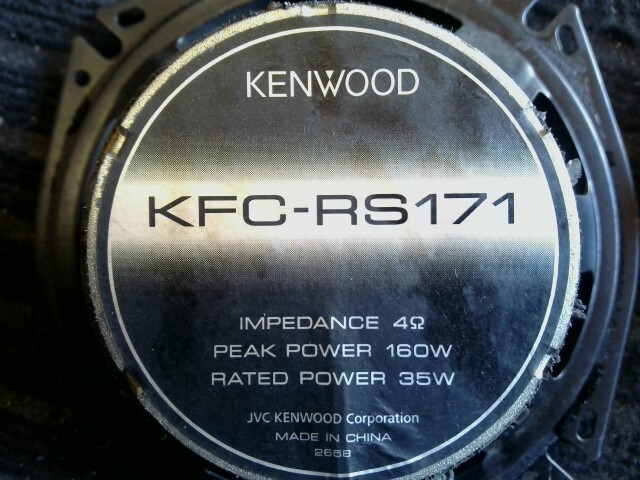 KENWOOD
KFC-RS171
IMPEDANCE 4Ω
PEAK POWER 160W
RATED POWER 35W
JVC KENWOOD Corporation
MADE IN CHINA
2658